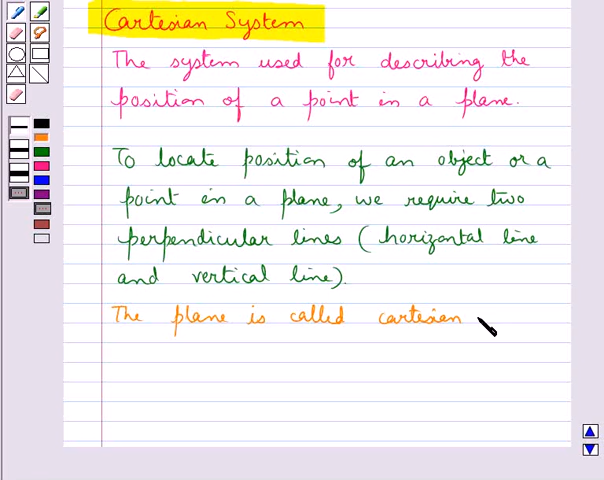 Cartesian System
The system used for describing the
position of a point in a plane.
To locate position of an object or a
point in a plane, we require two
perpendicular lines (horizontal line
and vertical line).
The plane is called cartesian